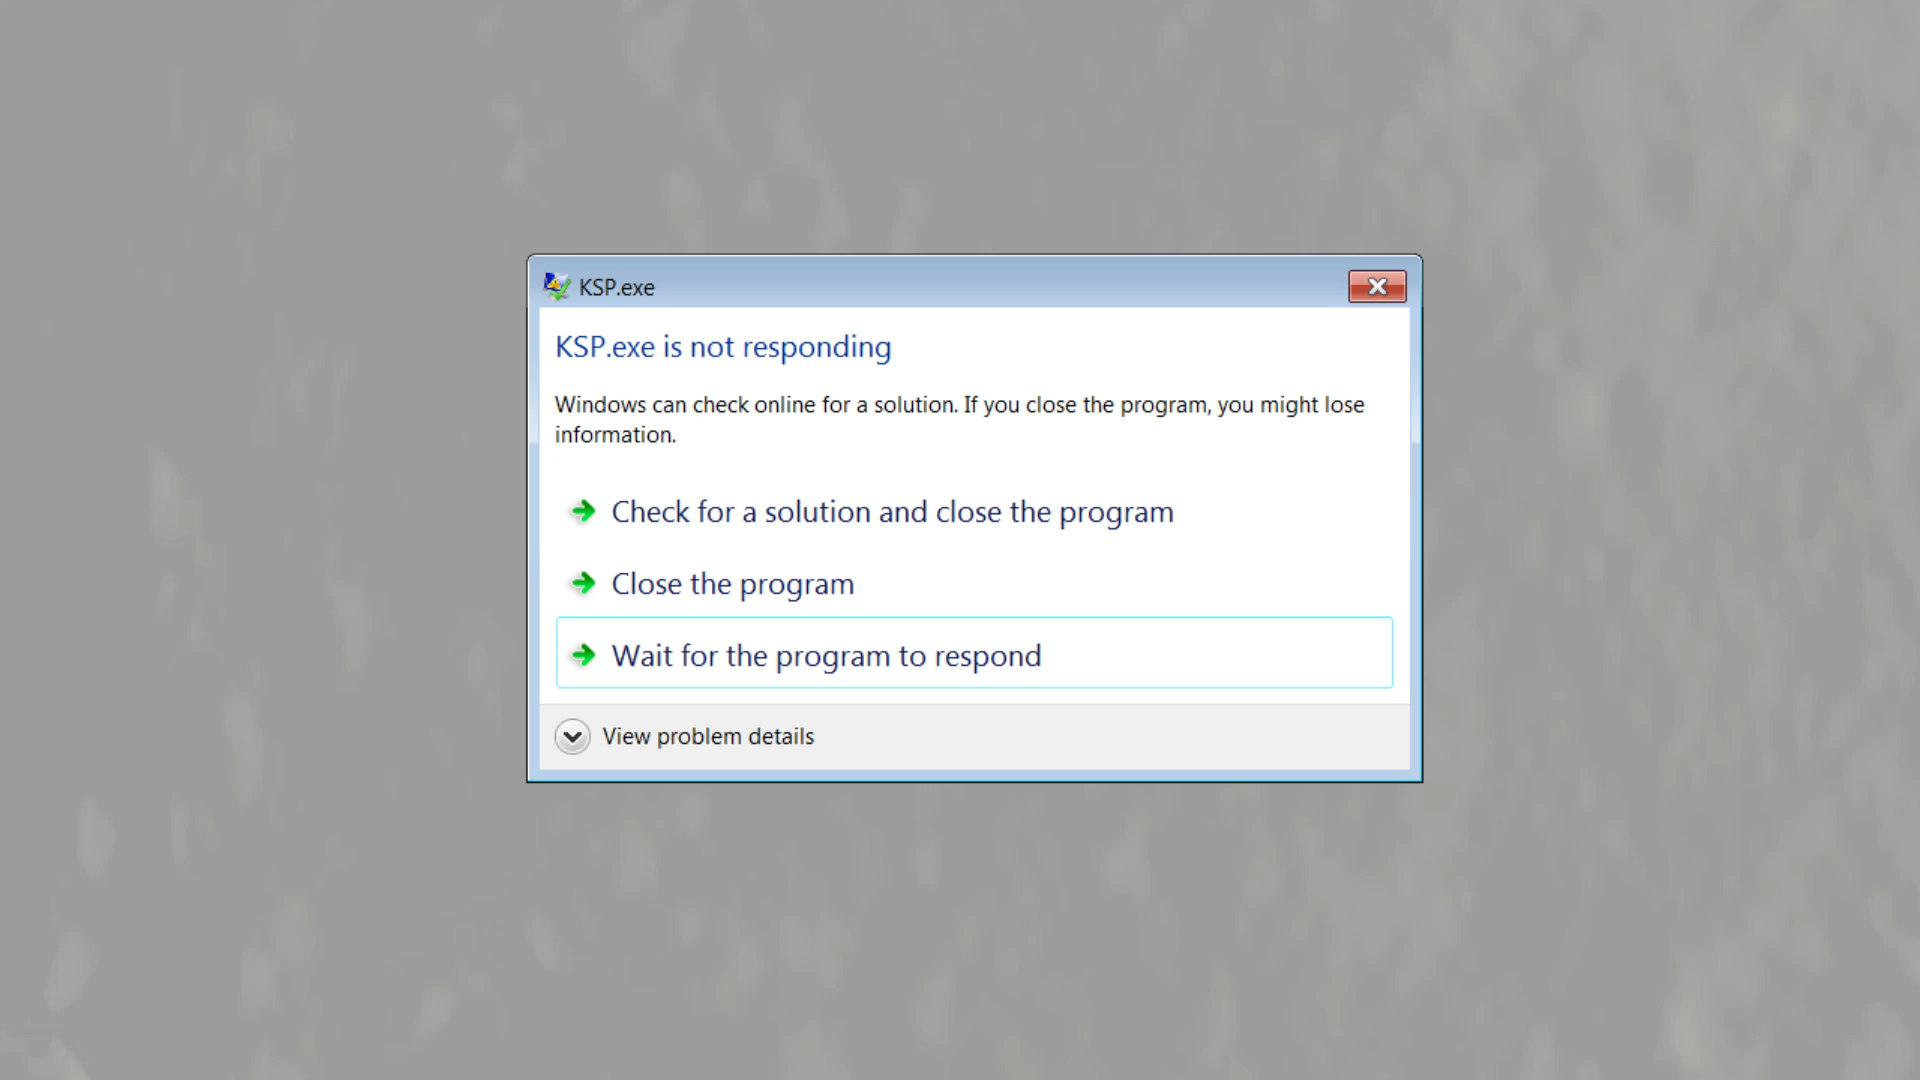 KSP.exe
KSP.exe is not responding
Windows can check online for a solution. If you close the program, you might lose
information.
Check for a solution and close the program
Close the program
Wait for the program to respond
View problem details